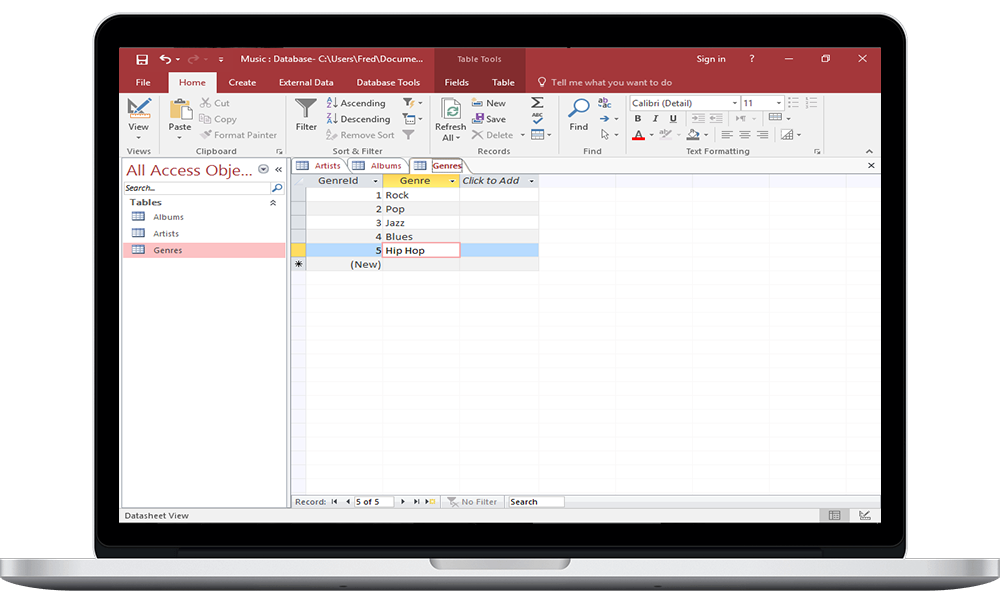 Music : Database- C:\Users\Fred\Docume... Table Tools Sign in ?
File Home Create External Data Database Tools Fields Table Tell me what you want to do
View
Views
Paste
Cut
Copy
Format Painter
Clipboard
Filter
Ascending
Descending
Remove Sort
Sort & Filter
Refresh
All
New
Save
Delete
Records
Find
Find
Calibri (Detail) 11
B I U
Text Formatting
All Access Obje...
Search...
Tables
Albums
Artists
Genres
Artists Albums Genres
GenreId Genre Click to Add
1 Rock
2 Pop
3 Jazz
4 Blues
5 Hip Hop
(New)
Record: 5 of 5 No Filter Search
Datasheet View